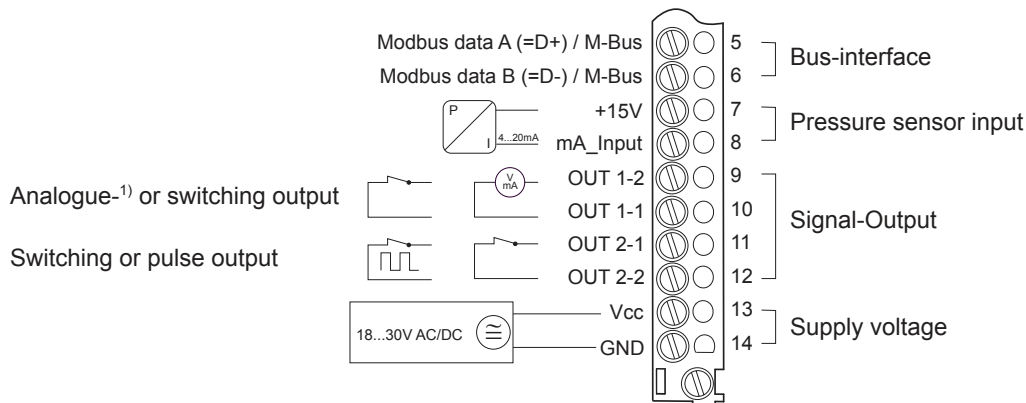 Modbus data A (=D+) / M-Bus 5
Modbus data B (=D-) / M-Bus 6
Bus-interface
P
I 4...20mA
+15V 7
mA_Input 8
Pressure sensor input
Analogue-1) or switching output
V
mA
OUT 1-2 9
OUT 1-1 10
Switching or pulse output
OUT 2-1 11
OUT 2-2 12
Signal-Output
18...30V AC/DC
Vcc 13
GND 14
Supply voltage